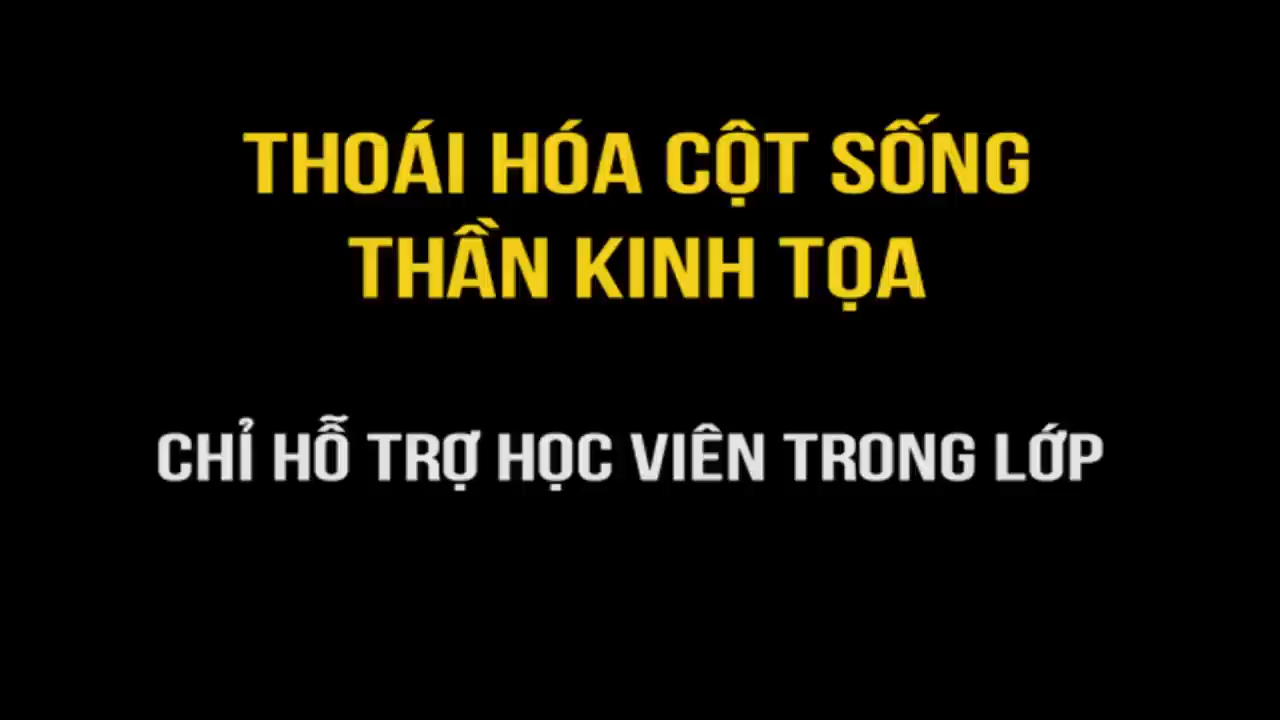 THOÁI HÓA CỘT SỐNG
THẦN KINH TỌA
CHỈ HỖ TRỢ HỌC VIÊN TRONG LỚP